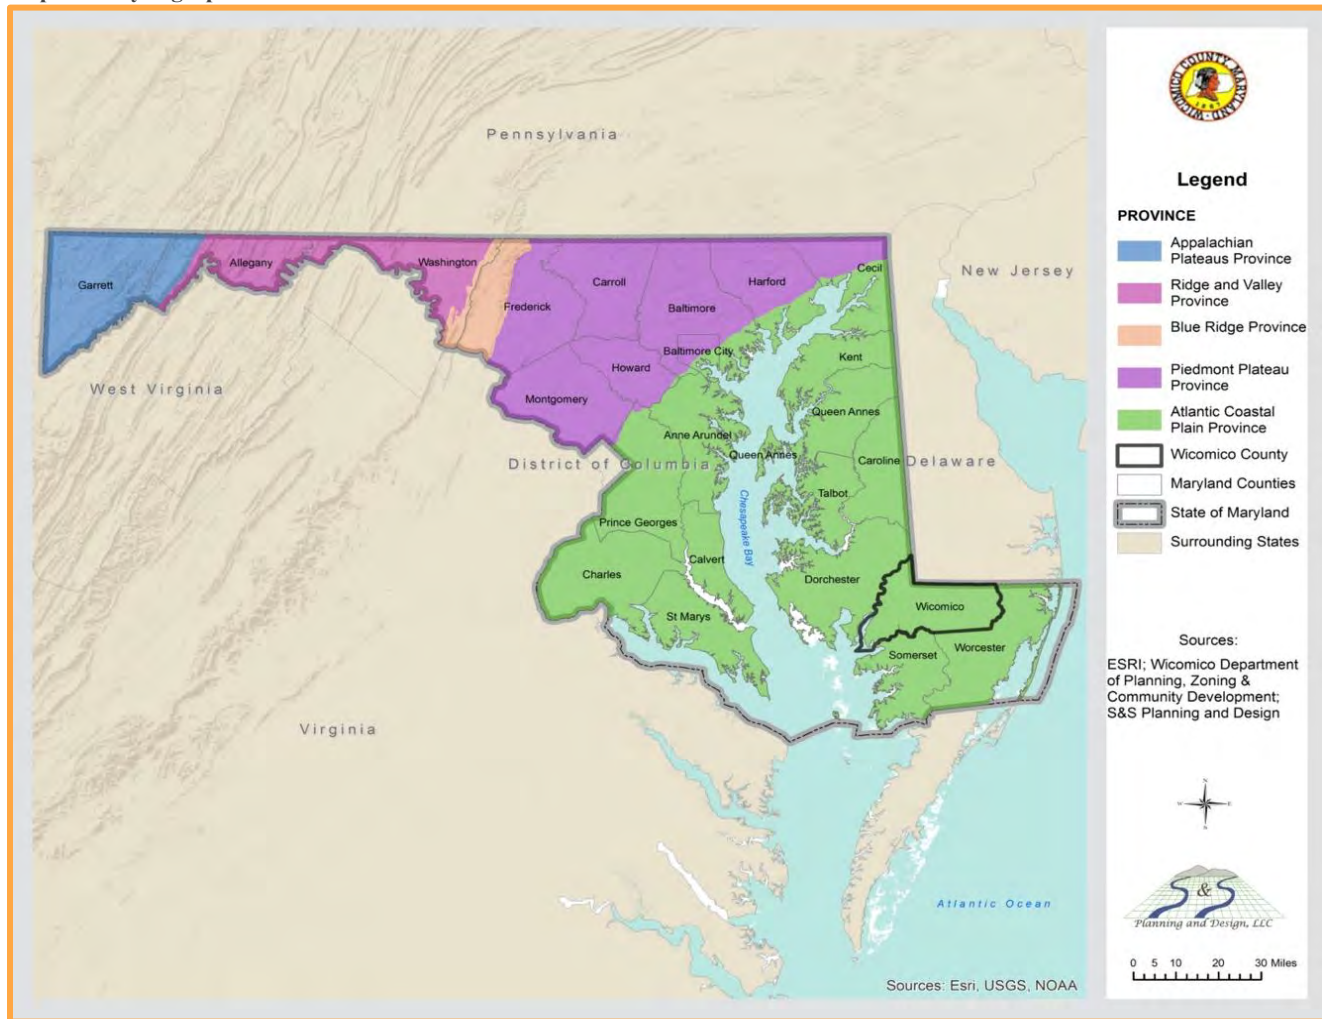 Pennsylvania
New Jersey
West Virginia
District of Columbia
Delaware
Virginia
Garrett
Allegany
Washington
Frederick
Carroll
Baltimore
Harford
Cecil
Baltimore City
Howard
Montgomery
Kent
Queen Annes
Anne Arundel
Queen Annes
Caroline
Talbot
Prince Georges
Calvert
Charles
St Marys
Dorchester
Wicomico
Somerset
Worcester
Chesapeake Bay
Atlantic Ocean
Sources: Esri, USGS, NOAA
WICOMICO COUNTY MARYLAND
1867
Legend
PROVINCE
Appalachian
Plateaus Province
Ridge and Valley
Province
Blue Ridge Province
Piedmont Plateau
Province
Atlantic Coastal
Plain Province
Wicomico County
Maryland Counties
State of Maryland
Surrounding States
Sources:
ESRI; Wicomico Department
of Planning, Zoning &
Community Development;
S&S Planning and Design
N
W E
S
S & S
Planning and Design, LLC
0 5 10 20 30 Miles